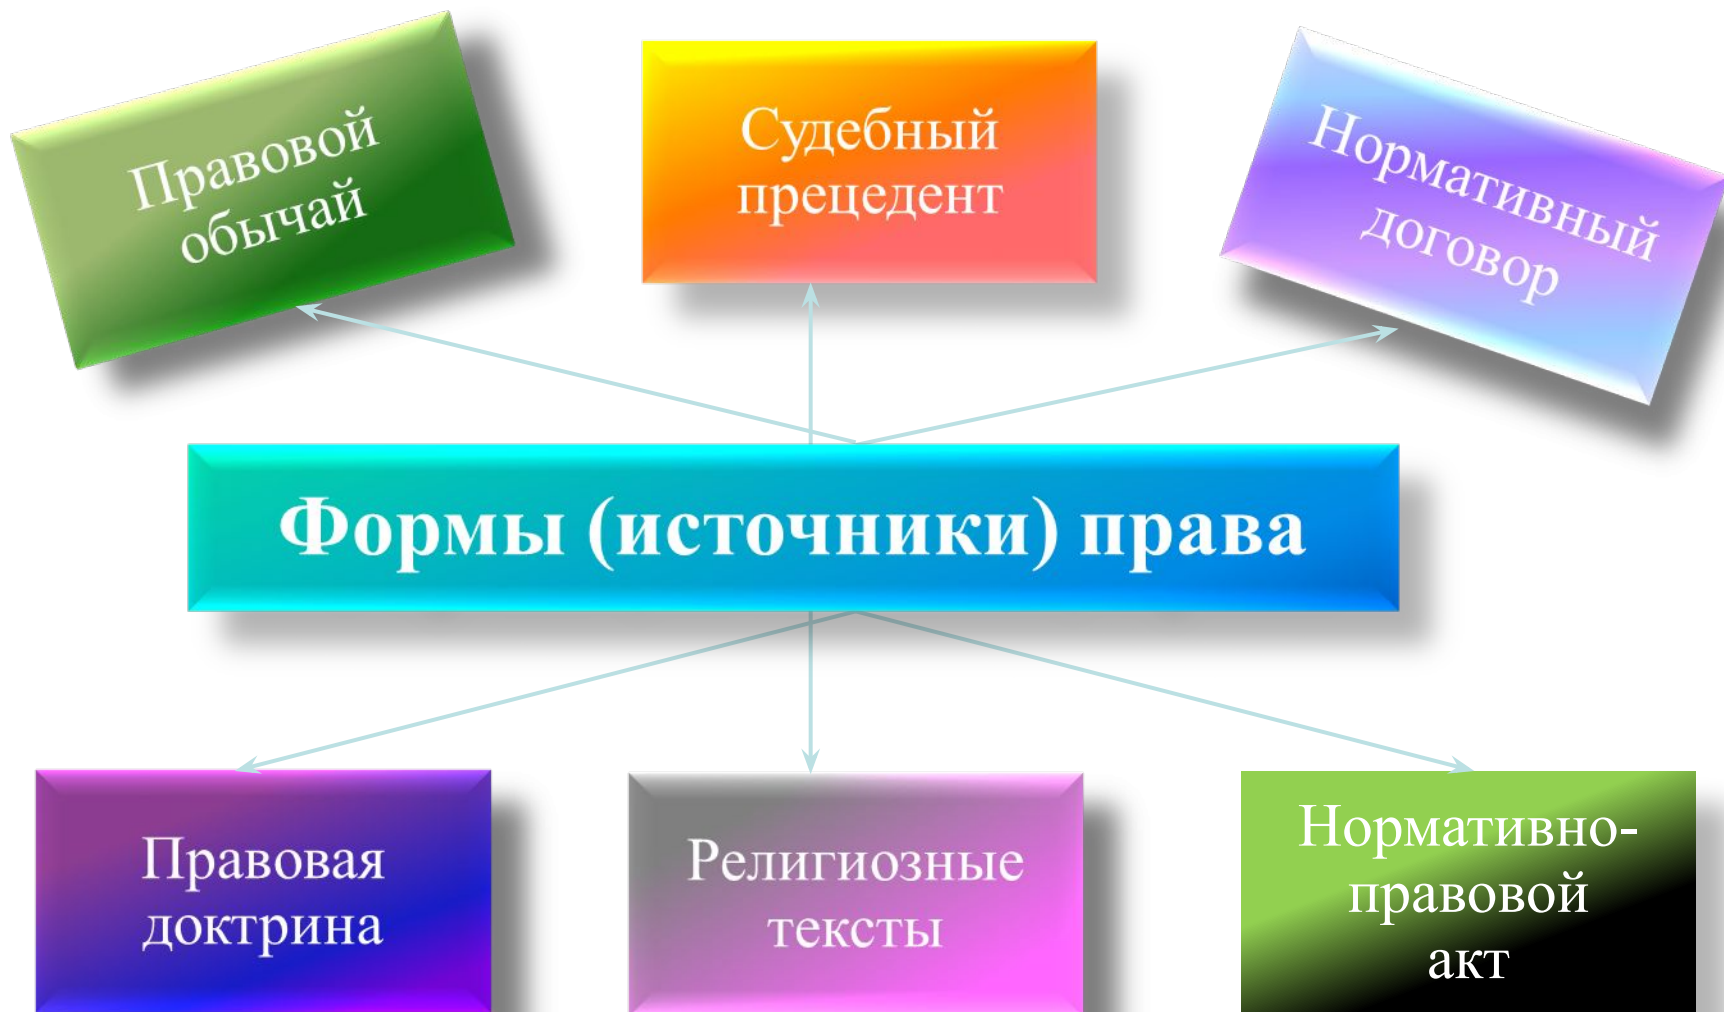 Правовой
обычай
Судебный
прецедент
Нормативный
договор
Формы (источники) права
Правовая
доктрина
Религиозные
тексты
Нормативно-
правовой
акт